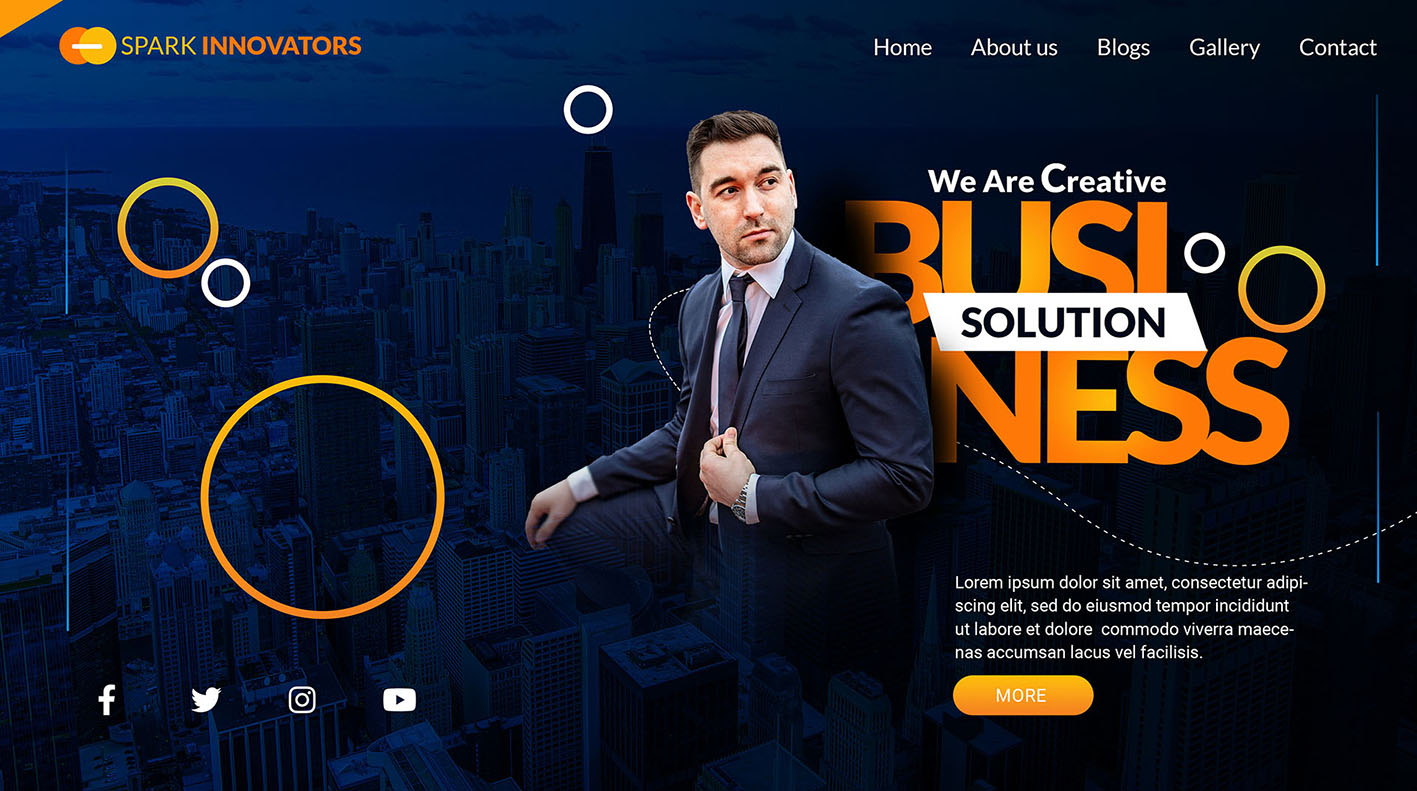 SPARK INNOVATORS
Home About us Blogs Gallery Contact
We Are Creative
BUSI
SOLUTION
NESS
Lorem ipsum dolor sit amet, consectetur adipi-
scing elit, sed do eiusmod tempor incididunt
ut labore et dolore commodo viverra maece-
nas accumsan lacus vel facilisis.
MORE